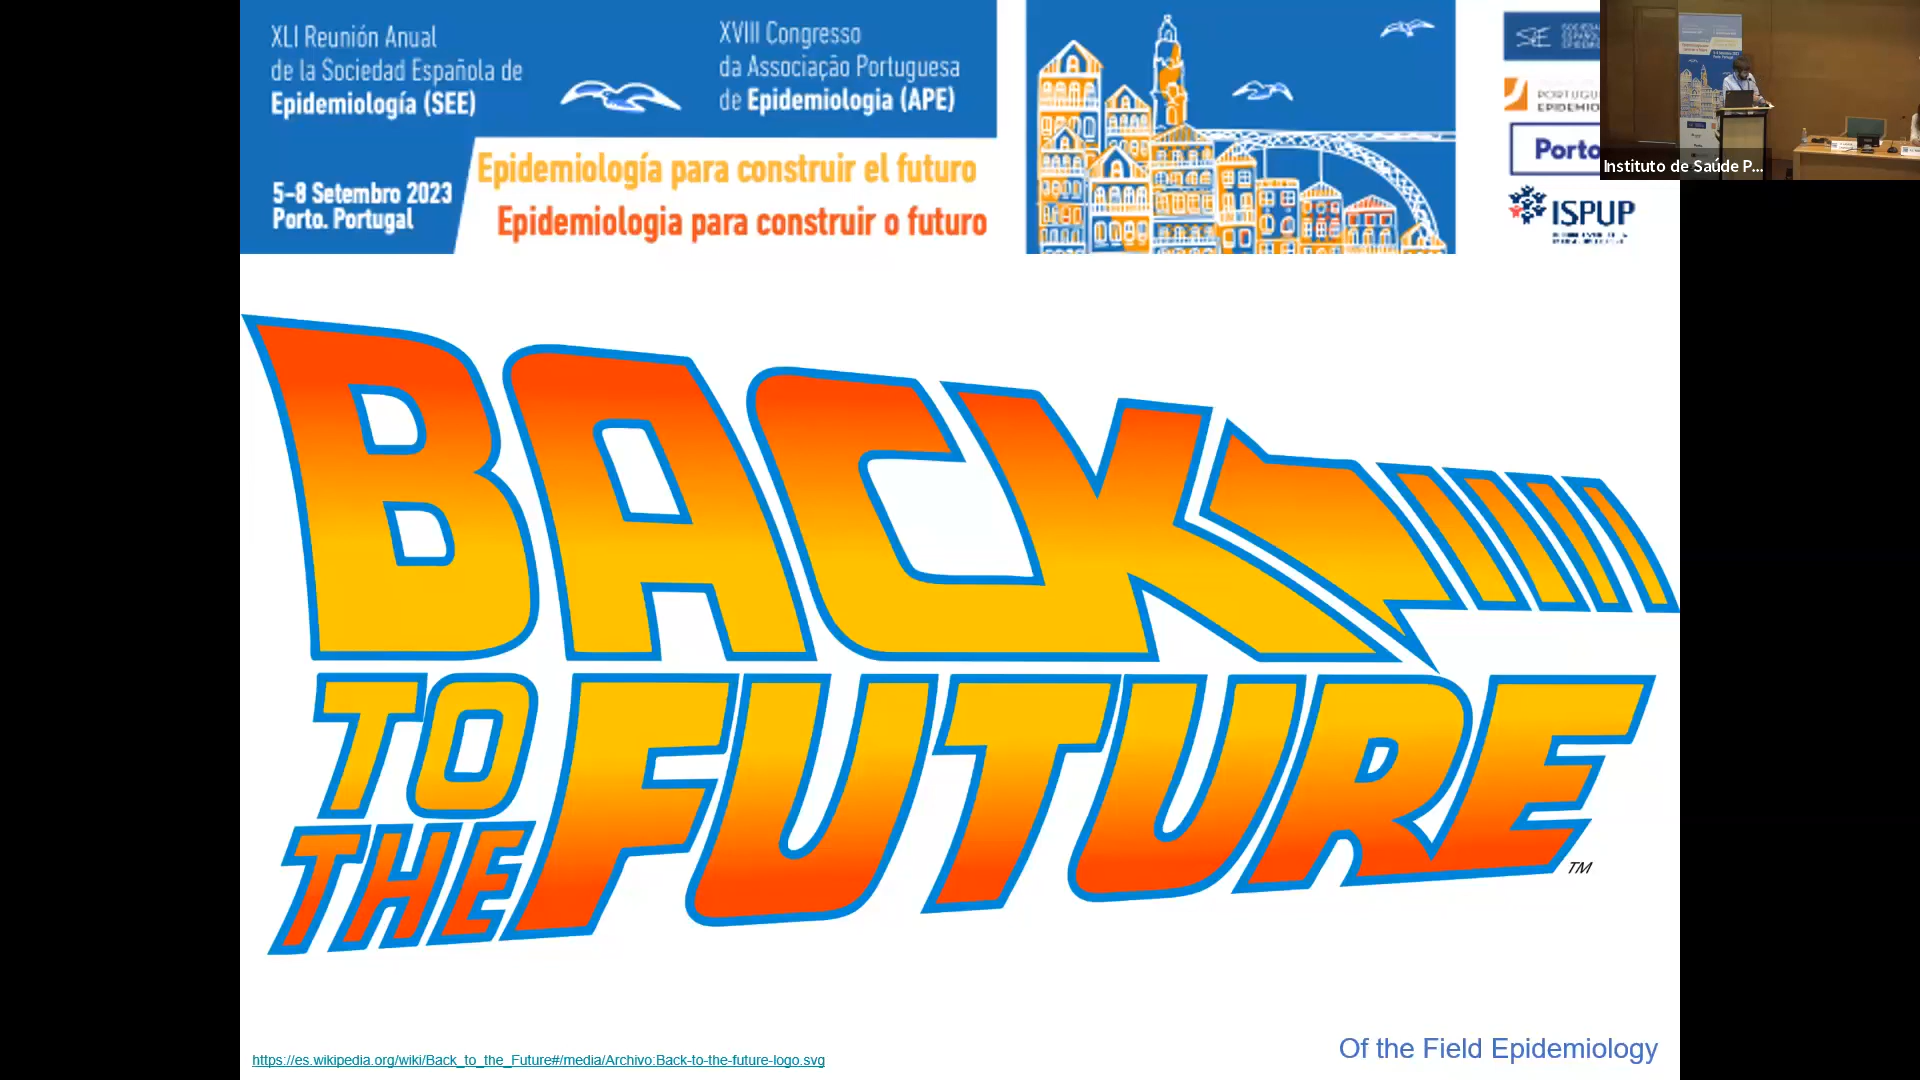 XLI Reunión Anual
de la Sociedad Española de
Epidemiología (SEE)
XVIII Congresso
da Associação Portuguesa
de Epidemiologia (APE)
5-8 Setembro 2023
Porto. Portugal
Epidemiología para construir el futuro
Epidemiologia para construir o futuro
SEE
Porto
ISPUP
Instituto de Saúde P...
BACK
TO
THE FUTURE
TM
https://es.wikipedia.org/wiki/Back_to_the_Future#/media/Archivo:Back-to-the-future-logo.svg
Of the Field Epidemiology